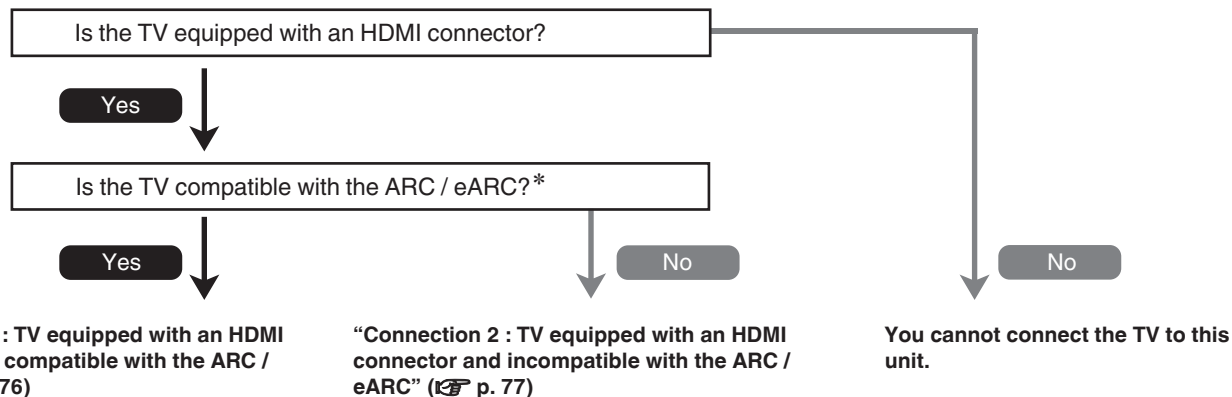 Is the TV equipped with an HDMI connector?
Yes
Is the TV compatible with the ARC / eARC?*
Yes
No
No
: TV equipped with an HDMI
compatible with the ARC /
76)
“Connection 2 : TV equipped with an HDMI
connector and incompatible with the ARC /
eARC” (☞ p. 77)
You cannot connect the TV to this
unit.